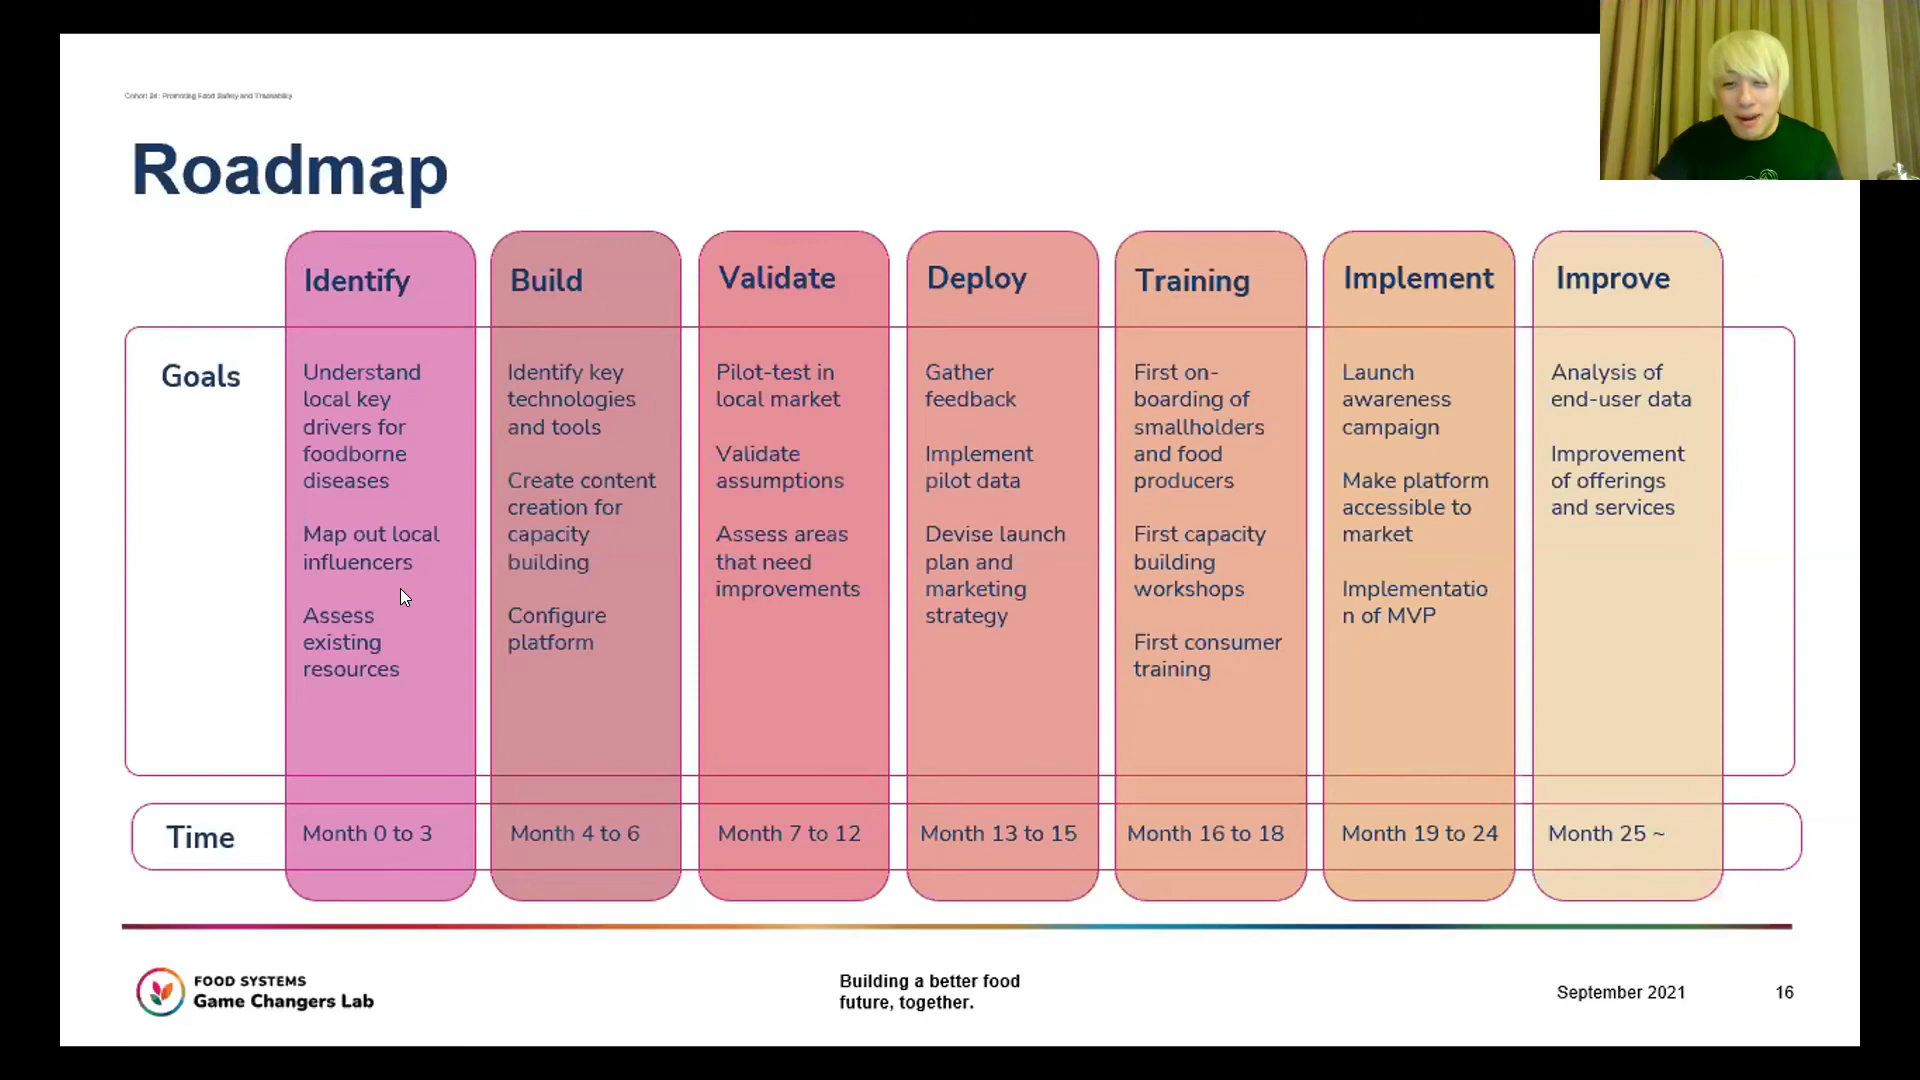 Cohort 24: Promoting Food Safety and Traceability
Roadmap
Identify
Build
Validate
Deploy
Training
Implement
Improve
Goals
Understand
local key
drivers for
foodborne
diseases
Map out local
influencers
Assess
existing
resources
Identify key
technologies
and tools
Create content
creation for
capacity
building
Configure
platform
Pilot-test in
local market
Validate
assumptions
Assess areas
that need
improvements
Gather
feedback
Implement
pilot data
Devise launch
plan and
marketing
strategy
First on-
boarding of
smallholders
and food
producers
First capacity
building
workshops
First consumer
training
Launch
awareness
campaign
Make platform
accessible to
market
Implementatio
n of MVP
Analysis of
end-user data
Improvement
of offerings
and services
Time
Month 0 to 3
Month 4 to 6
Month 7 to 12
Month 13 to 15
Month 16 to 18
Month 19 to 24
Month 25 ~
FOOD SYSTEMS
Game Changers Lab
Building a better food
future, together.
September 2021
16